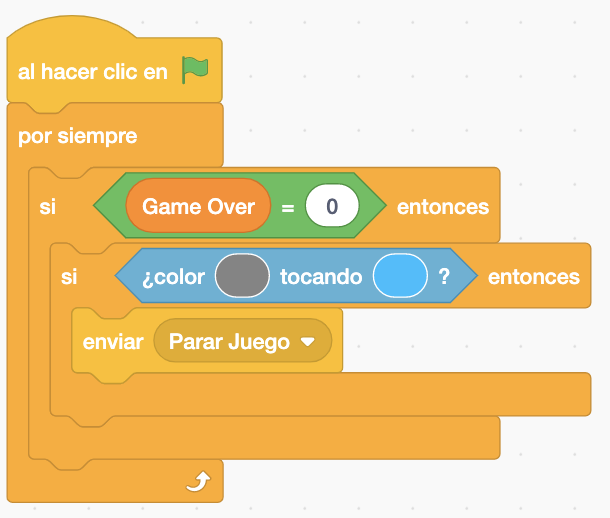 al hacer clic en
por siempre
si Game Over = 0 entonces
si ¿color tocando ? entonces
enviar Parar Juego